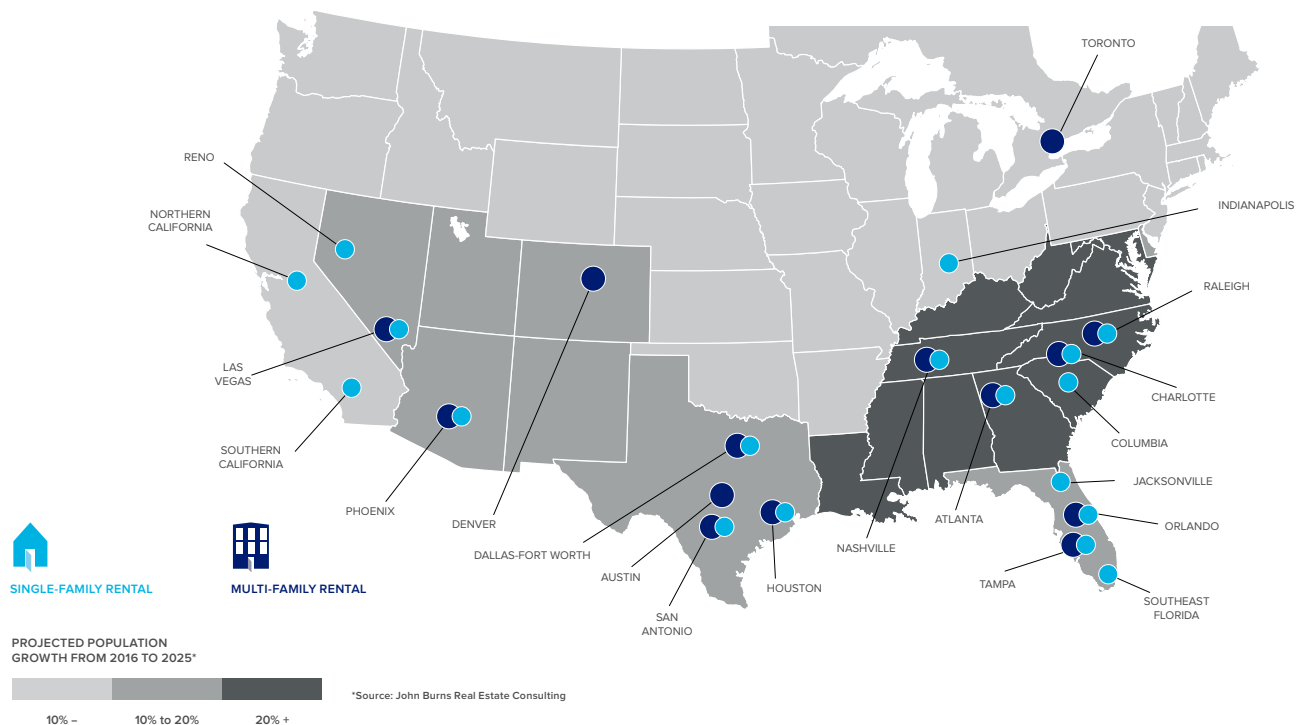 TORONTO
RENO
INDIANAPOLIS
NORTHERN
CALIFORNIA
RALEIGH
LAS
VEGAS
CHARLOTTE
COLUMBIA
SOUTHERN
CALIFORNIA
JACKSONVILLE
PHOENIX
DENVER
ATLANTA
ORLANDO
NASHVILLE
DALLAS-FORT WORTH
AUSTIN
HOUSTON
TAMPA
SOUTHEAST
FLORIDA
SAN
ANTONIO
SINGLE-FAMILY RENTAL
MULTI-FAMILY RENTAL
PROJECTED POPULATION
GROWTH FROM 2016 TO 2025*
*Source: John Burns Real Estate Consulting
10% –
10% to 20%
20% +